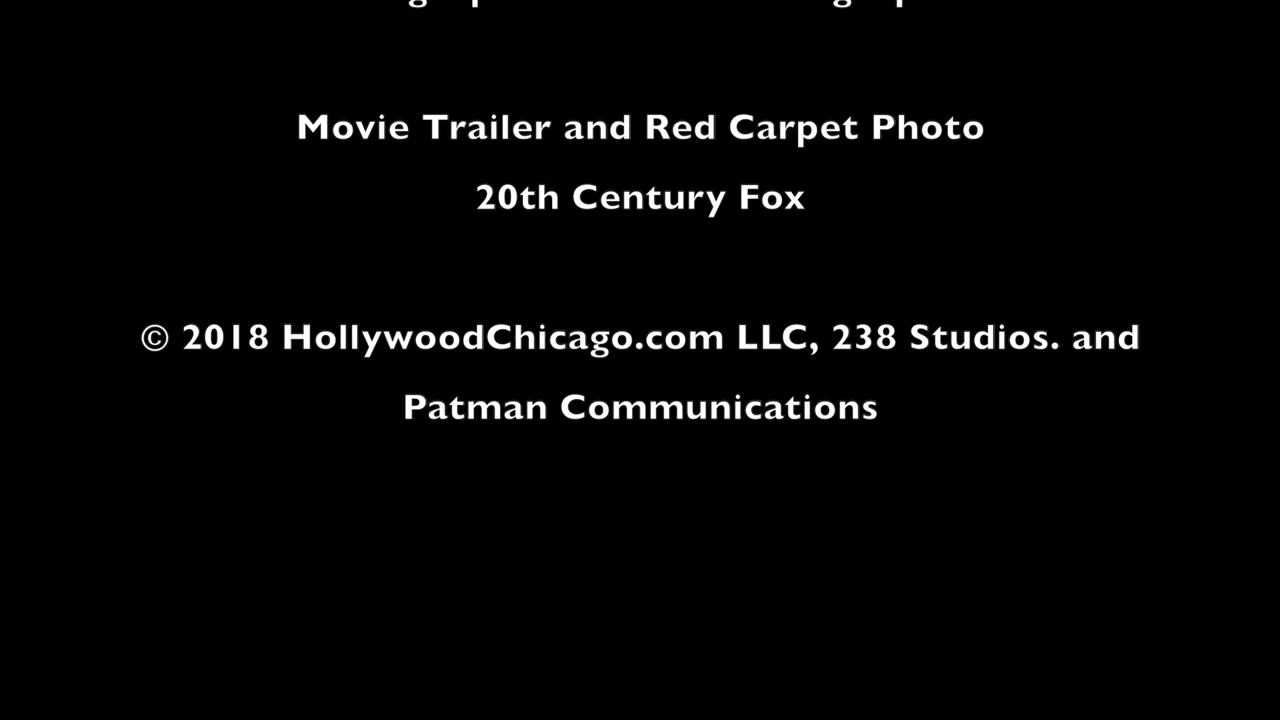 Movie Trailer and Red Carpet Photo
20th Century Fox
© 2018 HollywoodChicago.com LLC, 238 Studios. and
Patman Communications